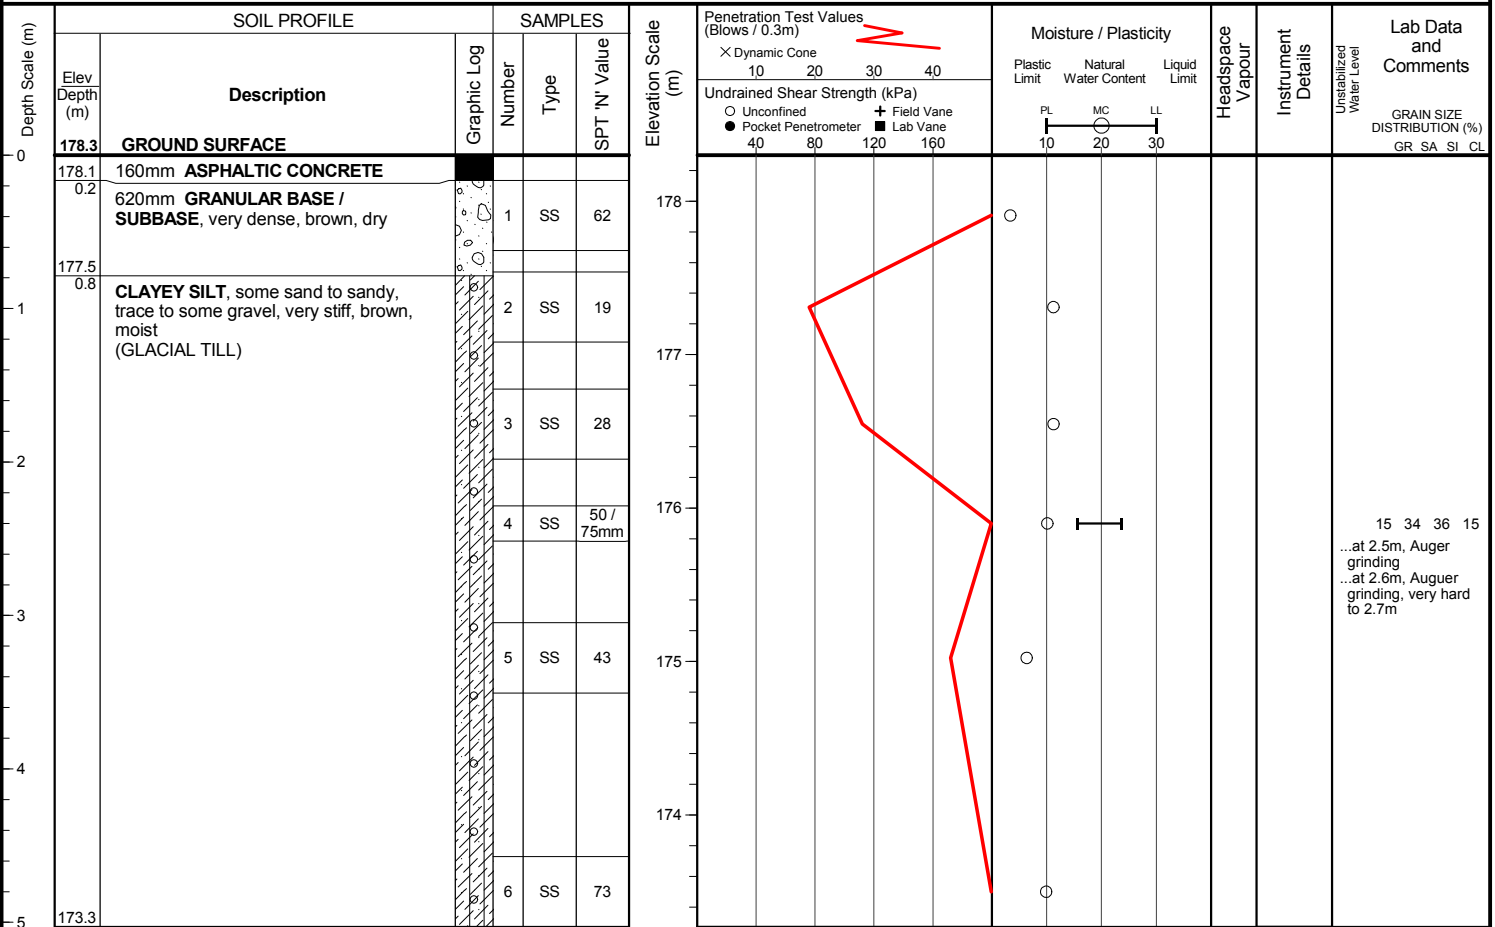 SOIL PROFILE
SAMPLES
Depth Scale (m)
Elev
Depth
(m)
Description
Graphic Log
Number
Type
SPT 'N' Value
Elevation Scale
(m)
Penetration Test Values
(Blows / 0.3m)
× Dynamic Cone
10 20 30 40
Undrained Shear Strength (kPa)
Unconfined
Field Vane
Pocket Penetrometer
Lab Vane
40 80 120 160
Moisture / Plasticity
Plastic
Limit
Natural
Water Content
Liquid
Limit
PL MC LL
10 20 30
Headspace
Vapour
Instrument
Details
Unstabilized
Water Level
Lab Data
and
Comments
GRAIN SIZE
DISTRIBUTION (%)
GR SA SI CL
178.3 GROUND SURFACE
0
178.1 160mm ASPHALTIC CONCRETE
0.2
620mm GRANULAR BASE /
SUBBASE, very dense, brown, dry
1 SS 62
178
177.5
0.8
CLAYEY SILT, some sand to sandy,
trace to some gravel, very stiff, brown,
moist
(GLACIAL TILL)
1
2 SS 19
177
3 SS 28
2
176
4 SS 50 /
75mm
15 34 36 15
...at 2.5m, Auger
grinding
...at 2.6m, Auguer
grinding, very hard
to 2.7m
3
5 SS 43
175
4
174
6 SS 73
173.3
5